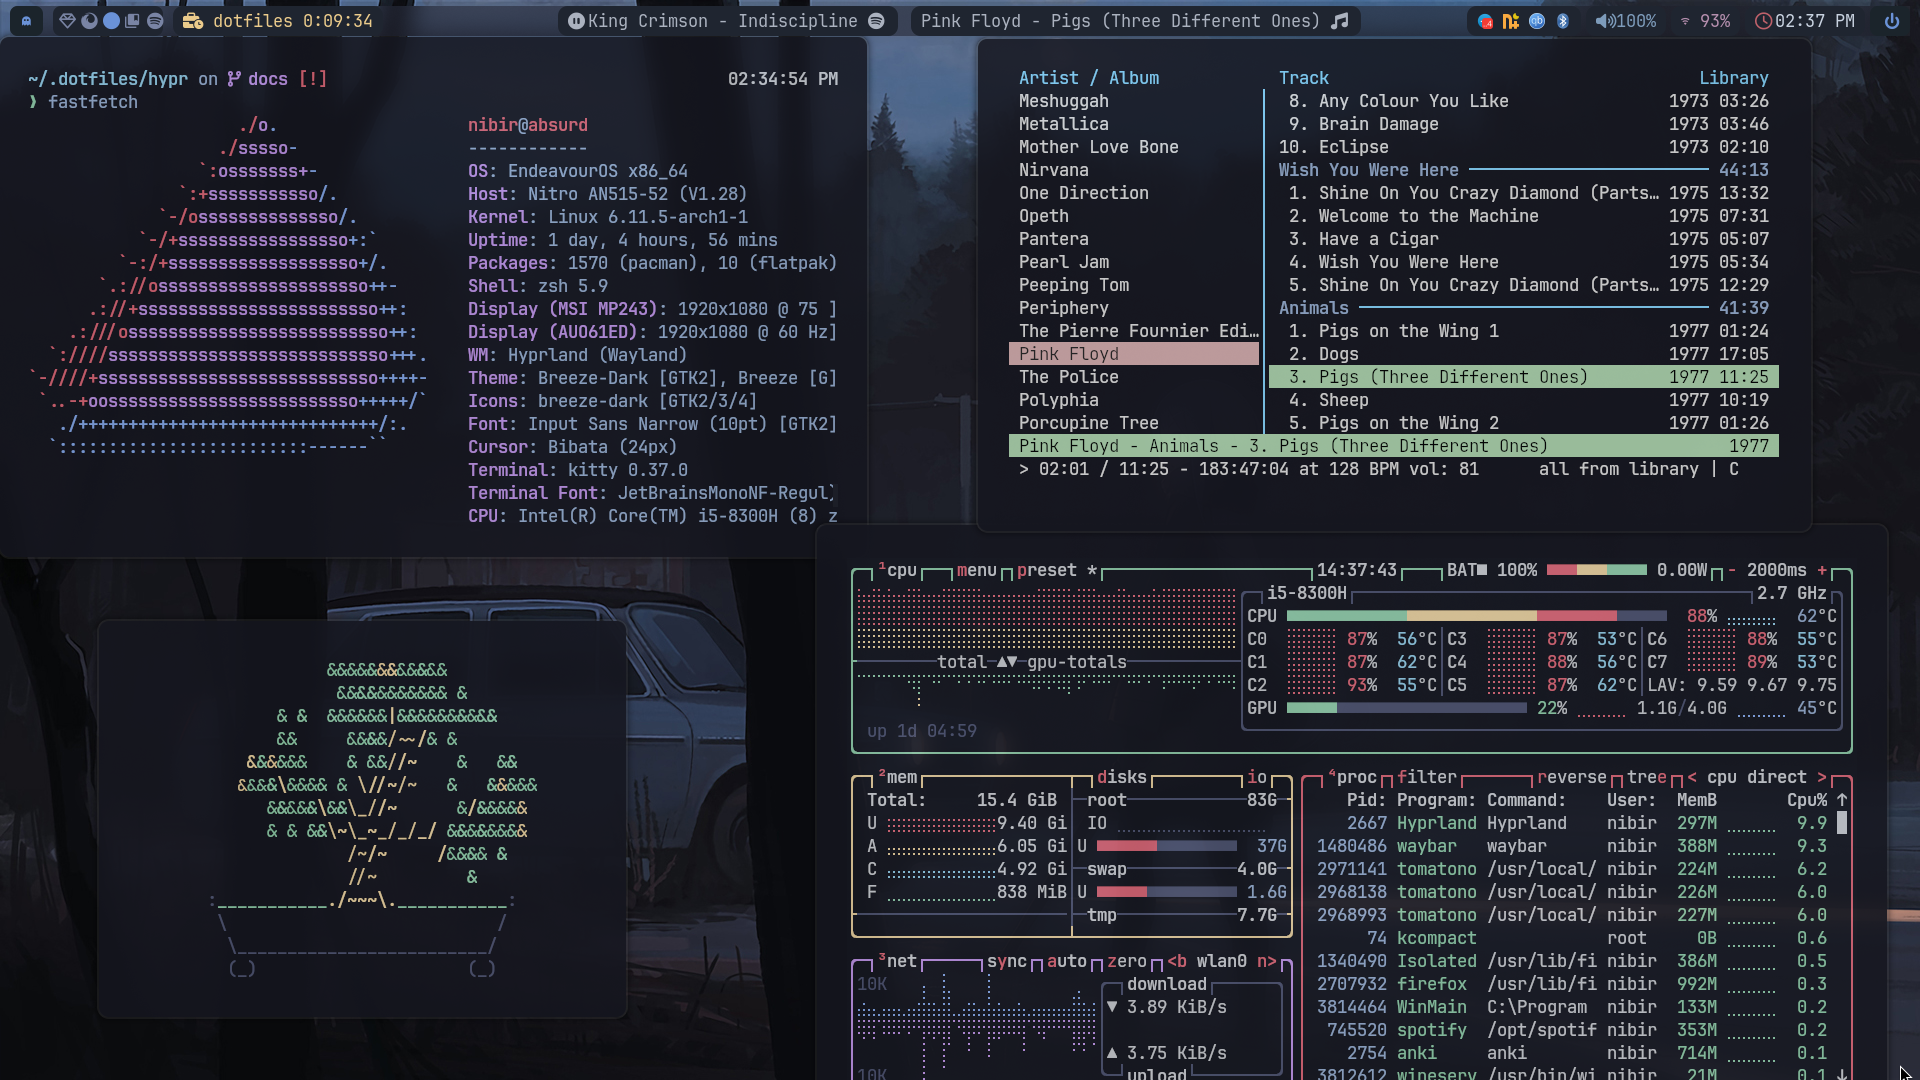 dotfiles 0:09:34
King Crimson - Indiscipline
Pink Floyd - Pigs (Three Different Ones)
100%
93%
02:37 PM
~/.dotfiles/hypr on docs [!] 02:34:54 PM
❯ fastfetch
./o.
./sssso-
`:osssssss+-
`:+sssssssssso/.
`-/ossssssssssssso/.
`-/+sssssssssssssssso+:`
`-:/+sssssssssssssssssso+/.
`.://osssssssssssssssssssso++-
.://+ssssssssssssssssssssssso++:
.:///ossssssssssssssssssssssssso++:
`:////ssssssssssssssssssssssssssso+++.
`-////+ssssssssssssssssssssssssssso++++-
`..-+oosssssssssssssssssssssssso+++++/`
./++++++++++++++++++++++++++++++/:.
`:::::::::::::::::::::::::------``
nibir@absurd
------------
OS: EndeavourOS x86_64
Host: Nitro AN515-52 (V1.28)
Kernel: Linux 6.11.5-arch1-1
Uptime: 1 day, 4 hours, 56 mins
Packages: 1570 (pacman), 10 (flatpak)
Shell: zsh 5.9
Display (MSI MP243): 1920x1080 @ 75 ]
Display (AUO61ED): 1920x1080 @ 60 Hz]
WM: Hyprland (Wayland)
Theme: Breeze-Dark [GTK2], Breeze [G]
Icons: breeze-dark [GTK2/3/4]
Font: Input Sans Narrow (10pt) [GTK2]
Cursor: Bibata (24px)
Terminal: kitty 0.37.0
Terminal Font: JetBrainsMonoNF-Regul)
CPU: Intel(R) Core(TM) i5-8300H (8) z
Artist / Album
Meshuggah
Metallica
Mother Love Bone
Nirvana
One Direction
Opeth
Pantera
Pearl Jam
Peeping Tom
Periphery
The Pierre Fournier Edi…
Pink Floyd
The Police
Polyphia
Porcupine Tree
Track Library
8. Any Colour You Like 1973 03:26
9. Brain Damage 1973 03:46
10. Eclipse 1973 02:10
Wish You Were Here 44:13
1. Shine On You Crazy Diamond (Parts… 1975 13:32
2. Welcome to the Machine 1975 07:31
3. Have a Cigar 1975 05:07
4. Wish You Were Here 1975 05:34
5. Shine On You Crazy Diamond (Parts… 1975 12:29
Animals 41:39
1. Pigs on the Wing 1 1977 01:24
2. Dogs 1977 17:05
3. Pigs (Three Different Ones) 1977 11:25
4. Sheep 1977 10:19
5. Pigs on the Wing 2 1977 01:26
Pink Floyd - Animals - 3. Pigs (Three Different Ones) 1977
> 02:01 / 11:25 - 183:47:04 at 128 BPM vol: 81 all from library | C
&&&&&&&&&&&&
&&&&&&&&&&& &
& & &&&&&&|&&&&&&&&&&
&& &&&&/~~/& &
&&&&&& & &&//~ & &&
&&&&\&&&& & \//~/~ & &&&&&
&&&&&\&&\_//~ &/&&&&&
& & &&\~\_~_/_/_/ &&&&&&&&
/~/~ /&&&& &
//~ &
:___________./~~~\.___________:
\ /
\_________________________/
(_) (_)
¹cpu menu preset * 14:37:43 BAT■ 100% 0.00W - 2000ms +
i5-8300H 2.7 GHz
CPU 88% 62°C
C0 87% 56°C C3 87% 53°C C6 88% 55°C
C1 87% 62°C C4 88% 56°C C7 89% 53°C
C2 93% 55°C C5 87% 62°C LAV: 9.59 9.67 9.75
GPU 22% 1.1G/4.0G 45°C
total ▲▼ gpu-totals
up 1d 04:59
²mem
Total: 15.4 GiB
U 9.40 Gi
A 6.05 Gi
C 4.92 Gi
F 838 MiB
disks io
root 83G
IO
U 37G
swap 4.0G
U 1.6G
tmp 7.7G
³net sync auto zero <b wlan0 n>
10K
download
▼ 3.89 KiB/s
▲ 3.75 KiB/s
upload
10K
⁴proc filter reverse tree < cpu direct >
Pid: Program: Command: User: MemB Cpu% ↑
2667 Hyprland Hyprland nibir 297M 9.9
1480486 waybar waybar nibir 388M 9.3
2971141 tomatono /usr/local/ nibir 224M 6.2
2968138 tomatono /usr/local/ nibir 226M 6.0
2968993 tomatono /usr/local/ nibir 227M 6.0
74 kcompact root 0B 0.6
1340490 Isolated /usr/lib/fi nibir 386M 0.5
2707932 firefox /usr/lib/fi nibir 992M 0.3
3814464 WinMain C:\Program nibir 133M 0.2
745520 spotify /opt/spotif nibir 353M 0.2
2754 anki anki nibir 714M 0.1
3812612 wineserv /usr/bin/wi nibir 21M 0.1 ↓